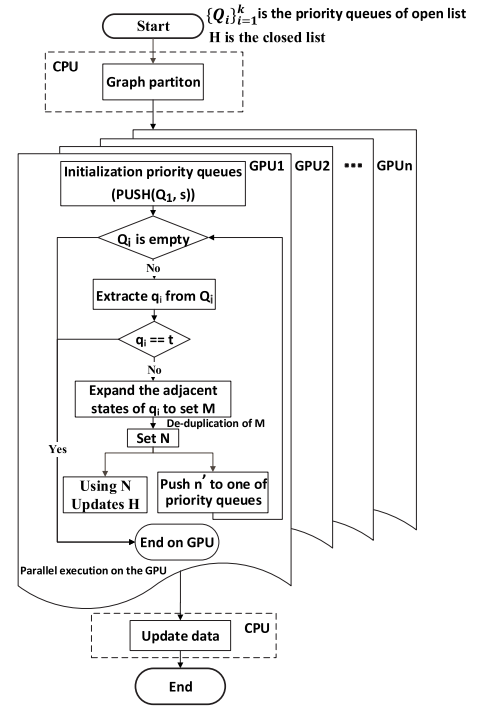 Start
{Qᵢ}ᵏᵢ₌₁ is the priority queues of open list
H is the closed list
CPU
Graph partiton
GPU1 GPU2 ··· GPUn
Initialization priority queues
(PUSH(Q₁, s))
Qᵢ is empty
No
Extracte qᵢ from Qᵢ
qᵢ == t
No
Expand the adjacent
states of qᵢ to set M
De-duplication of M
Set N
Yes
Using N
Updates H
Push n′ to one of
priority queues
End on GPU
Parallel execution on the GPU
Update data
CPU
End